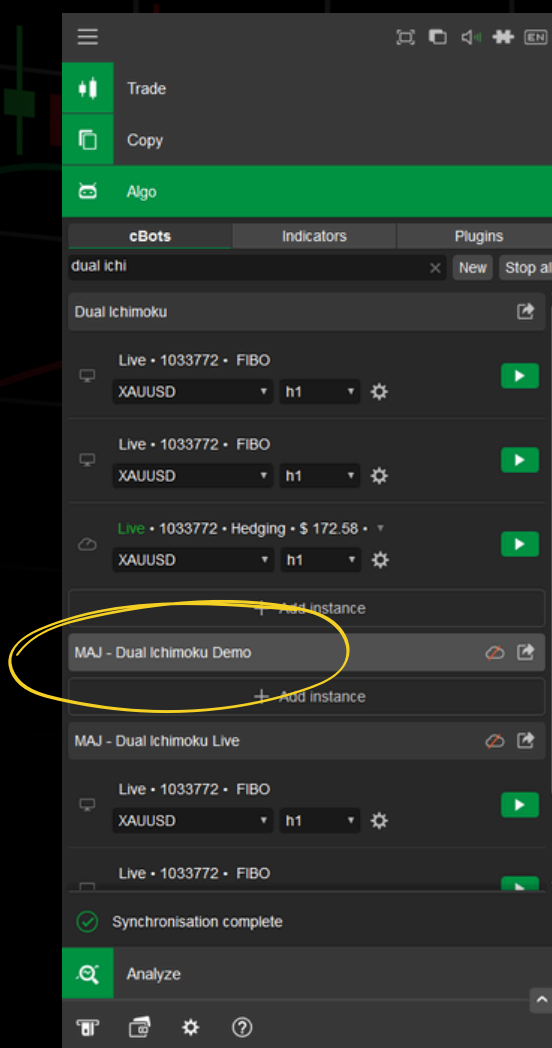 EN
Trade
Copy
Algo
cBots Indicators Plugins
dual ichi × New Stop al
Dual Ichimoku
Live • 1033772 • FIBO
XAUUSD h1
Live • 1033772 • FIBO
XAUUSD h1
Live • 1033772 • Hedging • $ 172.58 •
XAUUSD h1
+ Add instance
MAJ - Dual Ichimoku Demo
+ Add instance
MAJ - Dual Ichimoku Live
Live • 1033772 • FIBO
XAUUSD h1
Live • 1033772 • FIBO
Synchronisation complete
Analyze